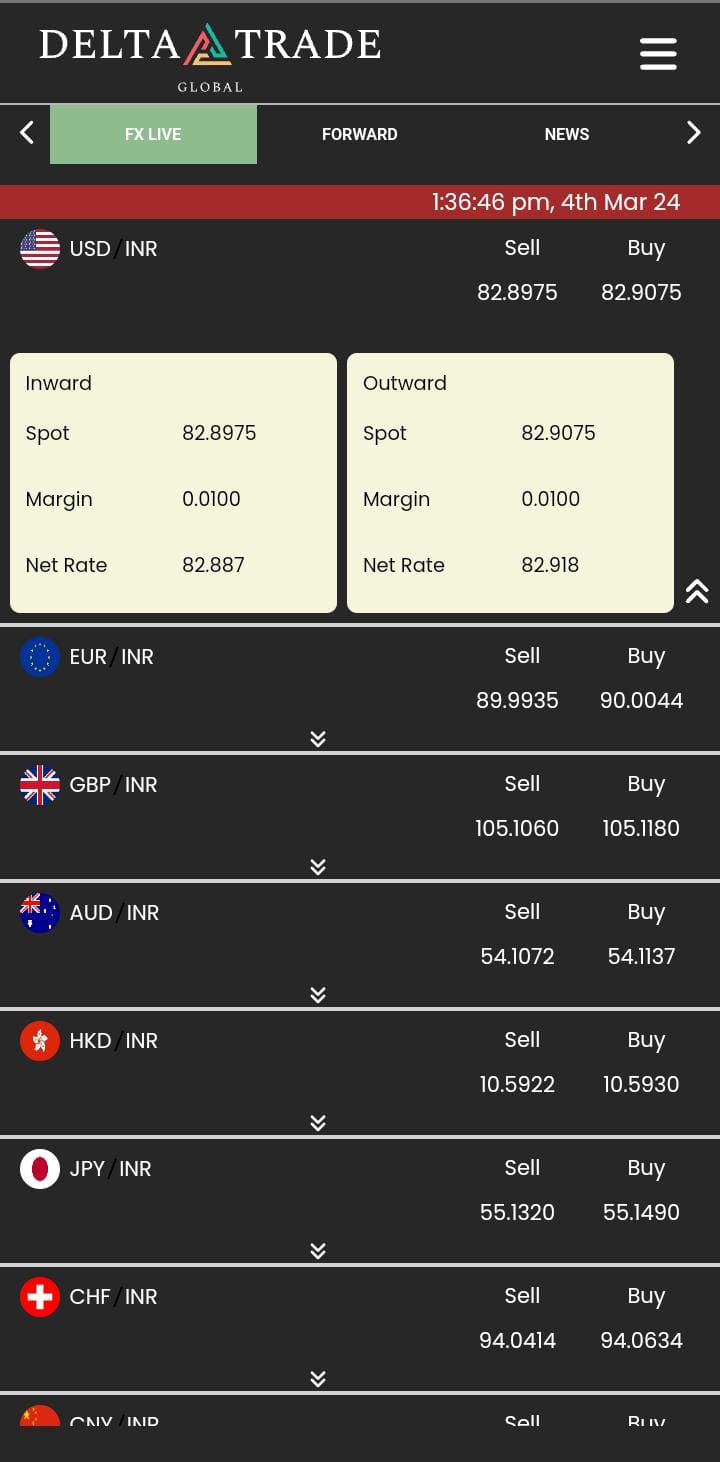 DELTA TRADE
GLOBAL
FX LIVE FORWARD NEWS
1:36:46 pm, 4th Mar 24
USD / INR Sell Buy
82.8975 82.9075
Inward Outward
Spot 82.8975 Spot 82.9075
Margin 0.0100 Margin 0.0100
Net Rate 82.887 Net Rate 82.918
EUR / INR Sell Buy
89.9935 90.0044
GBP / INR Sell Buy
105.1060 105.1180
AUD / INR Sell Buy
54.1072 54.1137
HKD / INR Sell Buy
10.5922 10.5930
JPY / INR Sell Buy
55.1320 55.1490
CHF / INR Sell Buy
94.0414 94.0634
CNY / INR Sell Buy